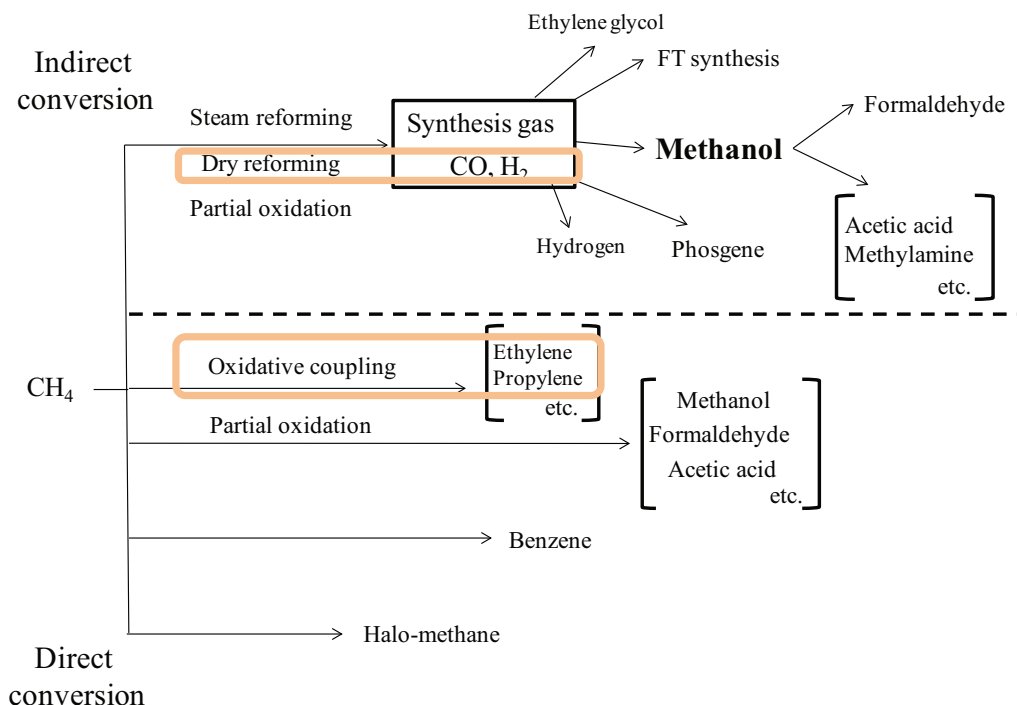 Ethylene glycol
Indirect
conversion
FT synthesis
Steam reforming
Synthesis gas
Formaldehyde
Methanol
Dry reforming
CO, H₂
Partial oxidation
Hydrogen
Phosgene
Acetic acid
Methylamine
etc.
Oxidative coupling
Ethylene
Propylene
etc.
CH₄
Partial oxidation
Methanol
Formaldehyde
Acetic acid
etc.
Benzene
Halo-methane
Direct
conversion